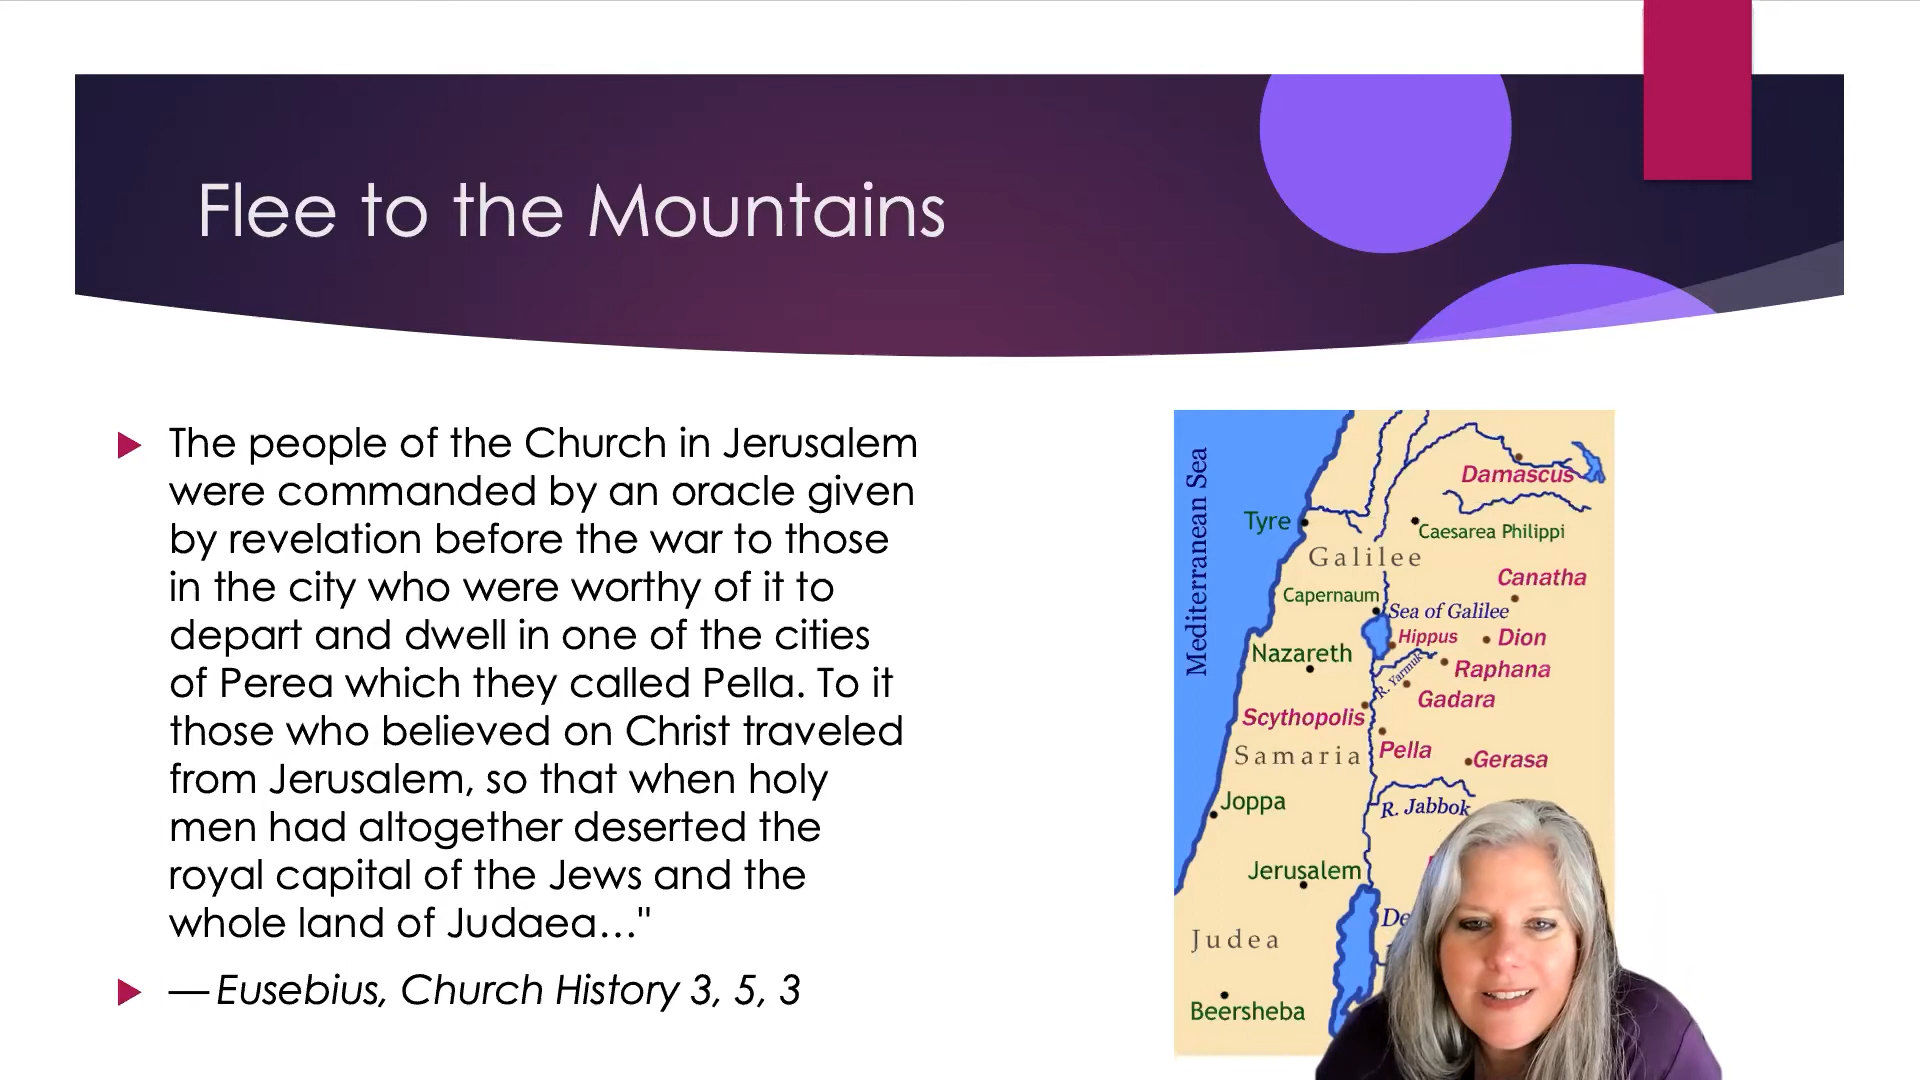 Flee to the Mountains
The people of the Church in Jerusalem
were commanded by an oracle given
by revelation before the war to those
in the city who were worthy of it to
depart and dwell in one of the cities
of Perea which they called Pella. To it
those who believed on Christ traveled
from Jerusalem, so that when holy
men had altogether deserted the
royal capital of the Jews and the
whole land of Judaea…"
— Eusebius, Church History 3, 5, 3
Mediterranean Sea
Damascus
Tyre
Caesarea Philippi
Galilee
Canatha
Capernaum
Sea of Galilee
Hippus
Dion
Nazareth
R. Yarmuk
Raphana
Gadara
Scythopolis
Pella
Samaria
Gerasa
Joppa
R. Jabbok
Jerusalem
Judea
Beersheba